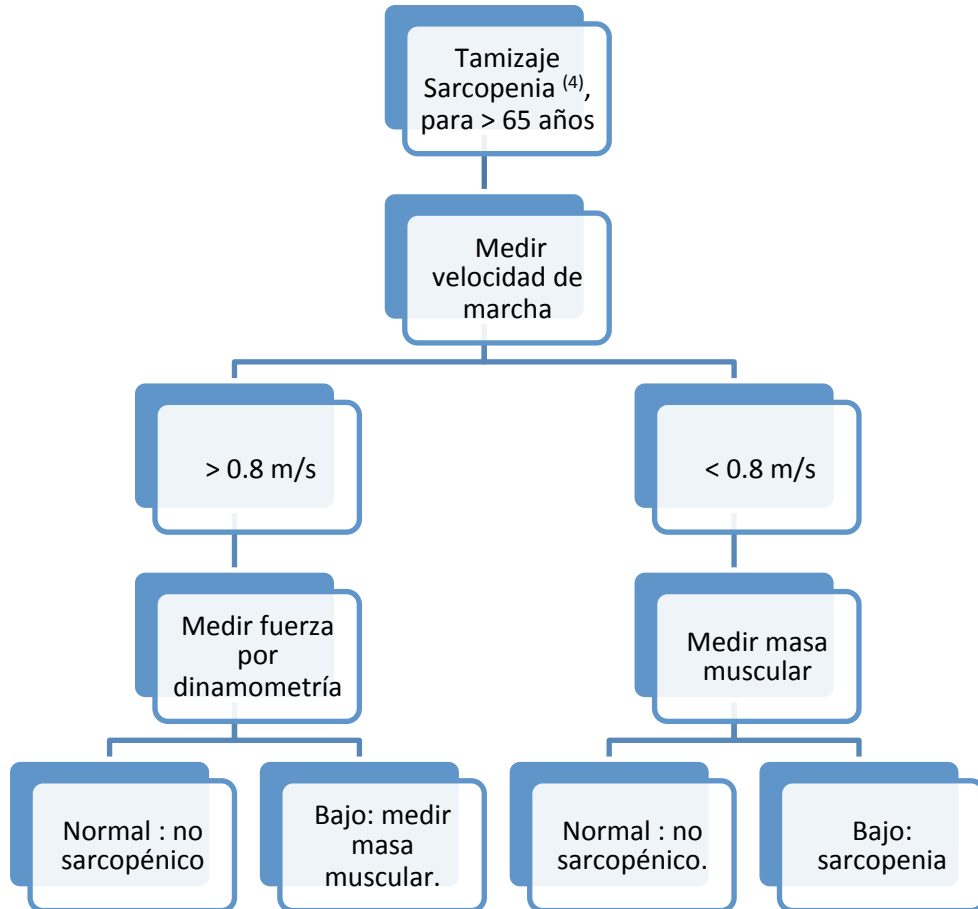 Tamizaje
Sarcopenia (4),
para > 65 años
Medir
velocidad de
marcha
> 0.8 m/s
< 0.8 m/s
Medir fuerza
por
dinamometría
Medir masa
muscular
Normal : no
sarcopénico
Bajo: medir
masa
muscular.
Normal : no
sarcopénico.
Bajo:
sarcopenia